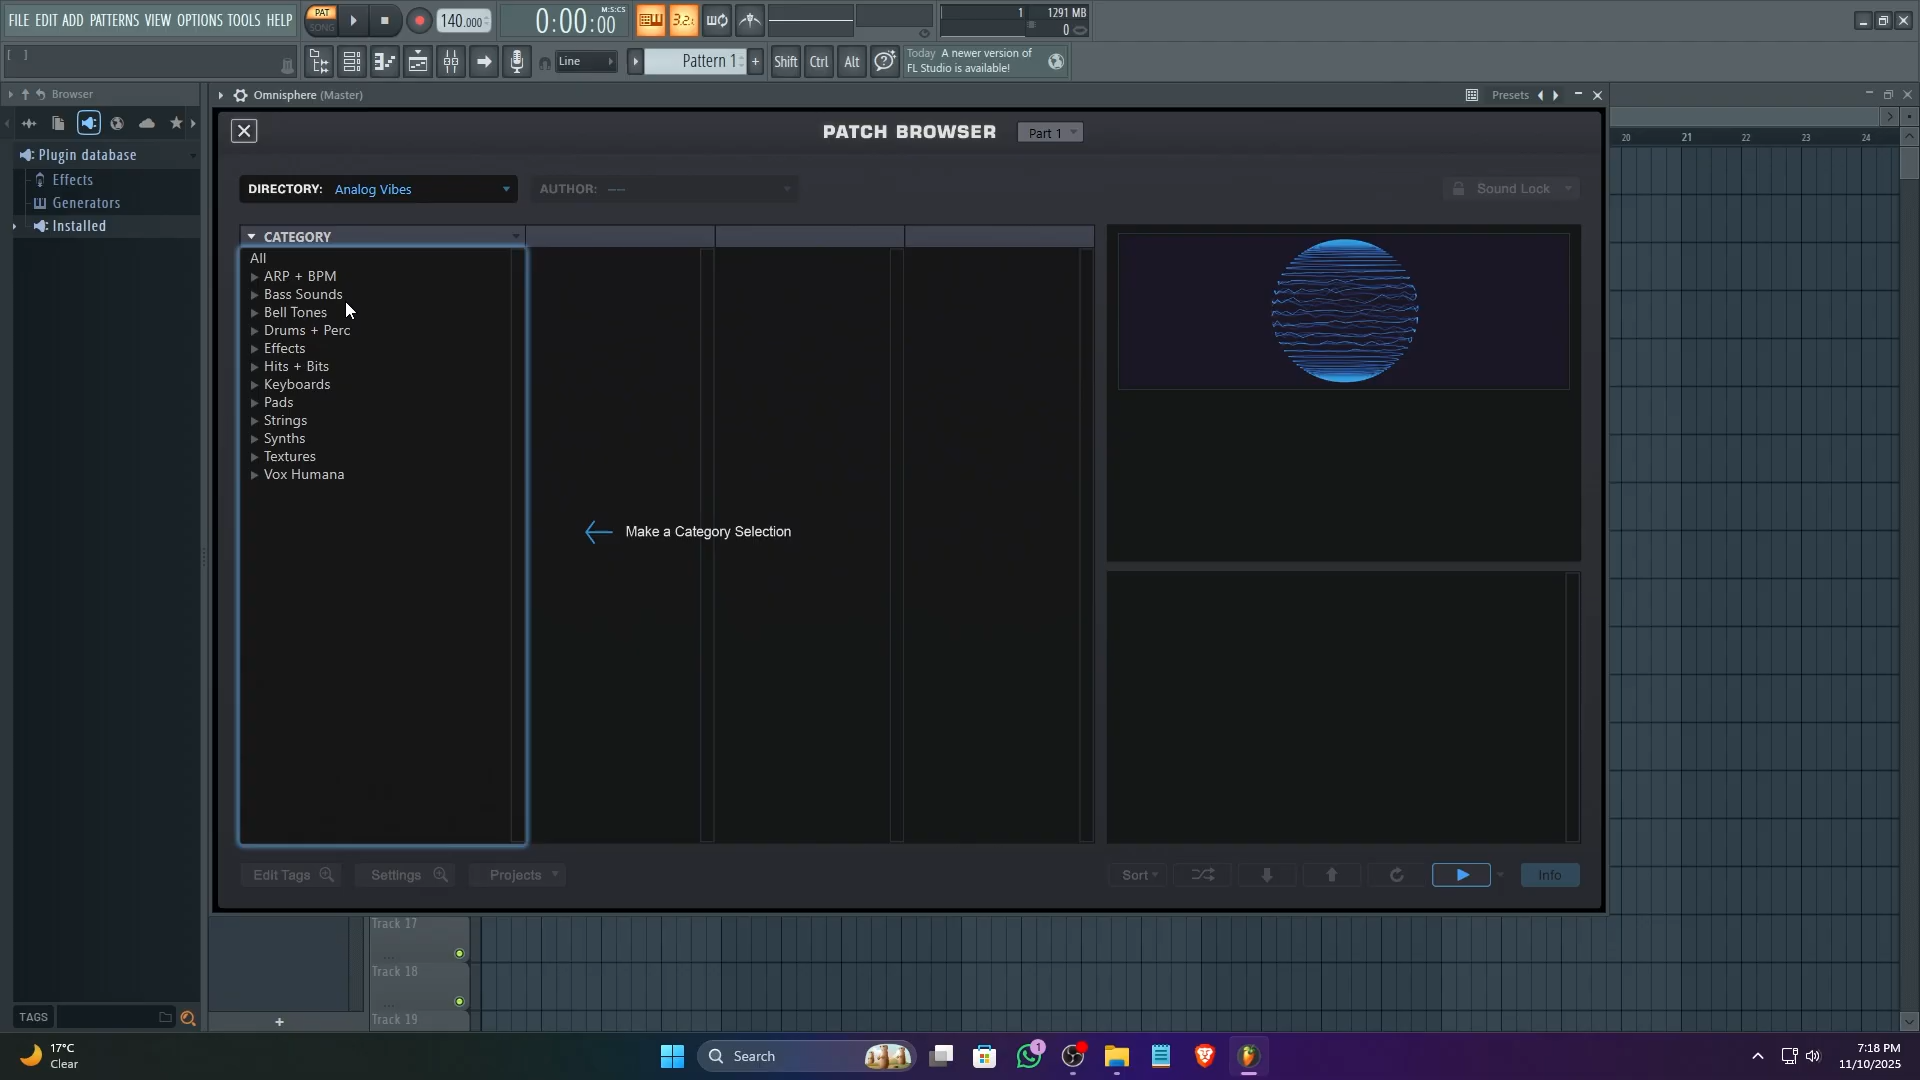 FILE EDIT ADD PATTERNS VIEW OPTIONS TOOLS HELP
PAT
SONG
140.000
0:00:00
M:S:CS
3.2
1
1291 MB
0
Line
Pattern 1
+
Shift
Ctrl
Alt
Today A newer version of
FL Studio is available!
Browser
Plugin database
Effects
Generators
Installed
TAGS
Omnisphere (Master)
Presets
PATCH BROWSER
Part 1
DIRECTORY: Analog Vibes
AUTHOR: ----
Sound Lock
CATEGORY
All
ARP + BPM
Bass Sounds
Bell Tones
Drums + Perc
Effects
Hits + Bits
Keyboards
Pads
Strings
Synths
Textures
Vox Humana
Make a Category Selection
Edit Tags
Settings
Projects
Sort
Info
20
21
22
23
24
Track 17
...
Track 18
...
Track 19
+
17°C
Clear
Search
1
7:18 PM
11/10/2025